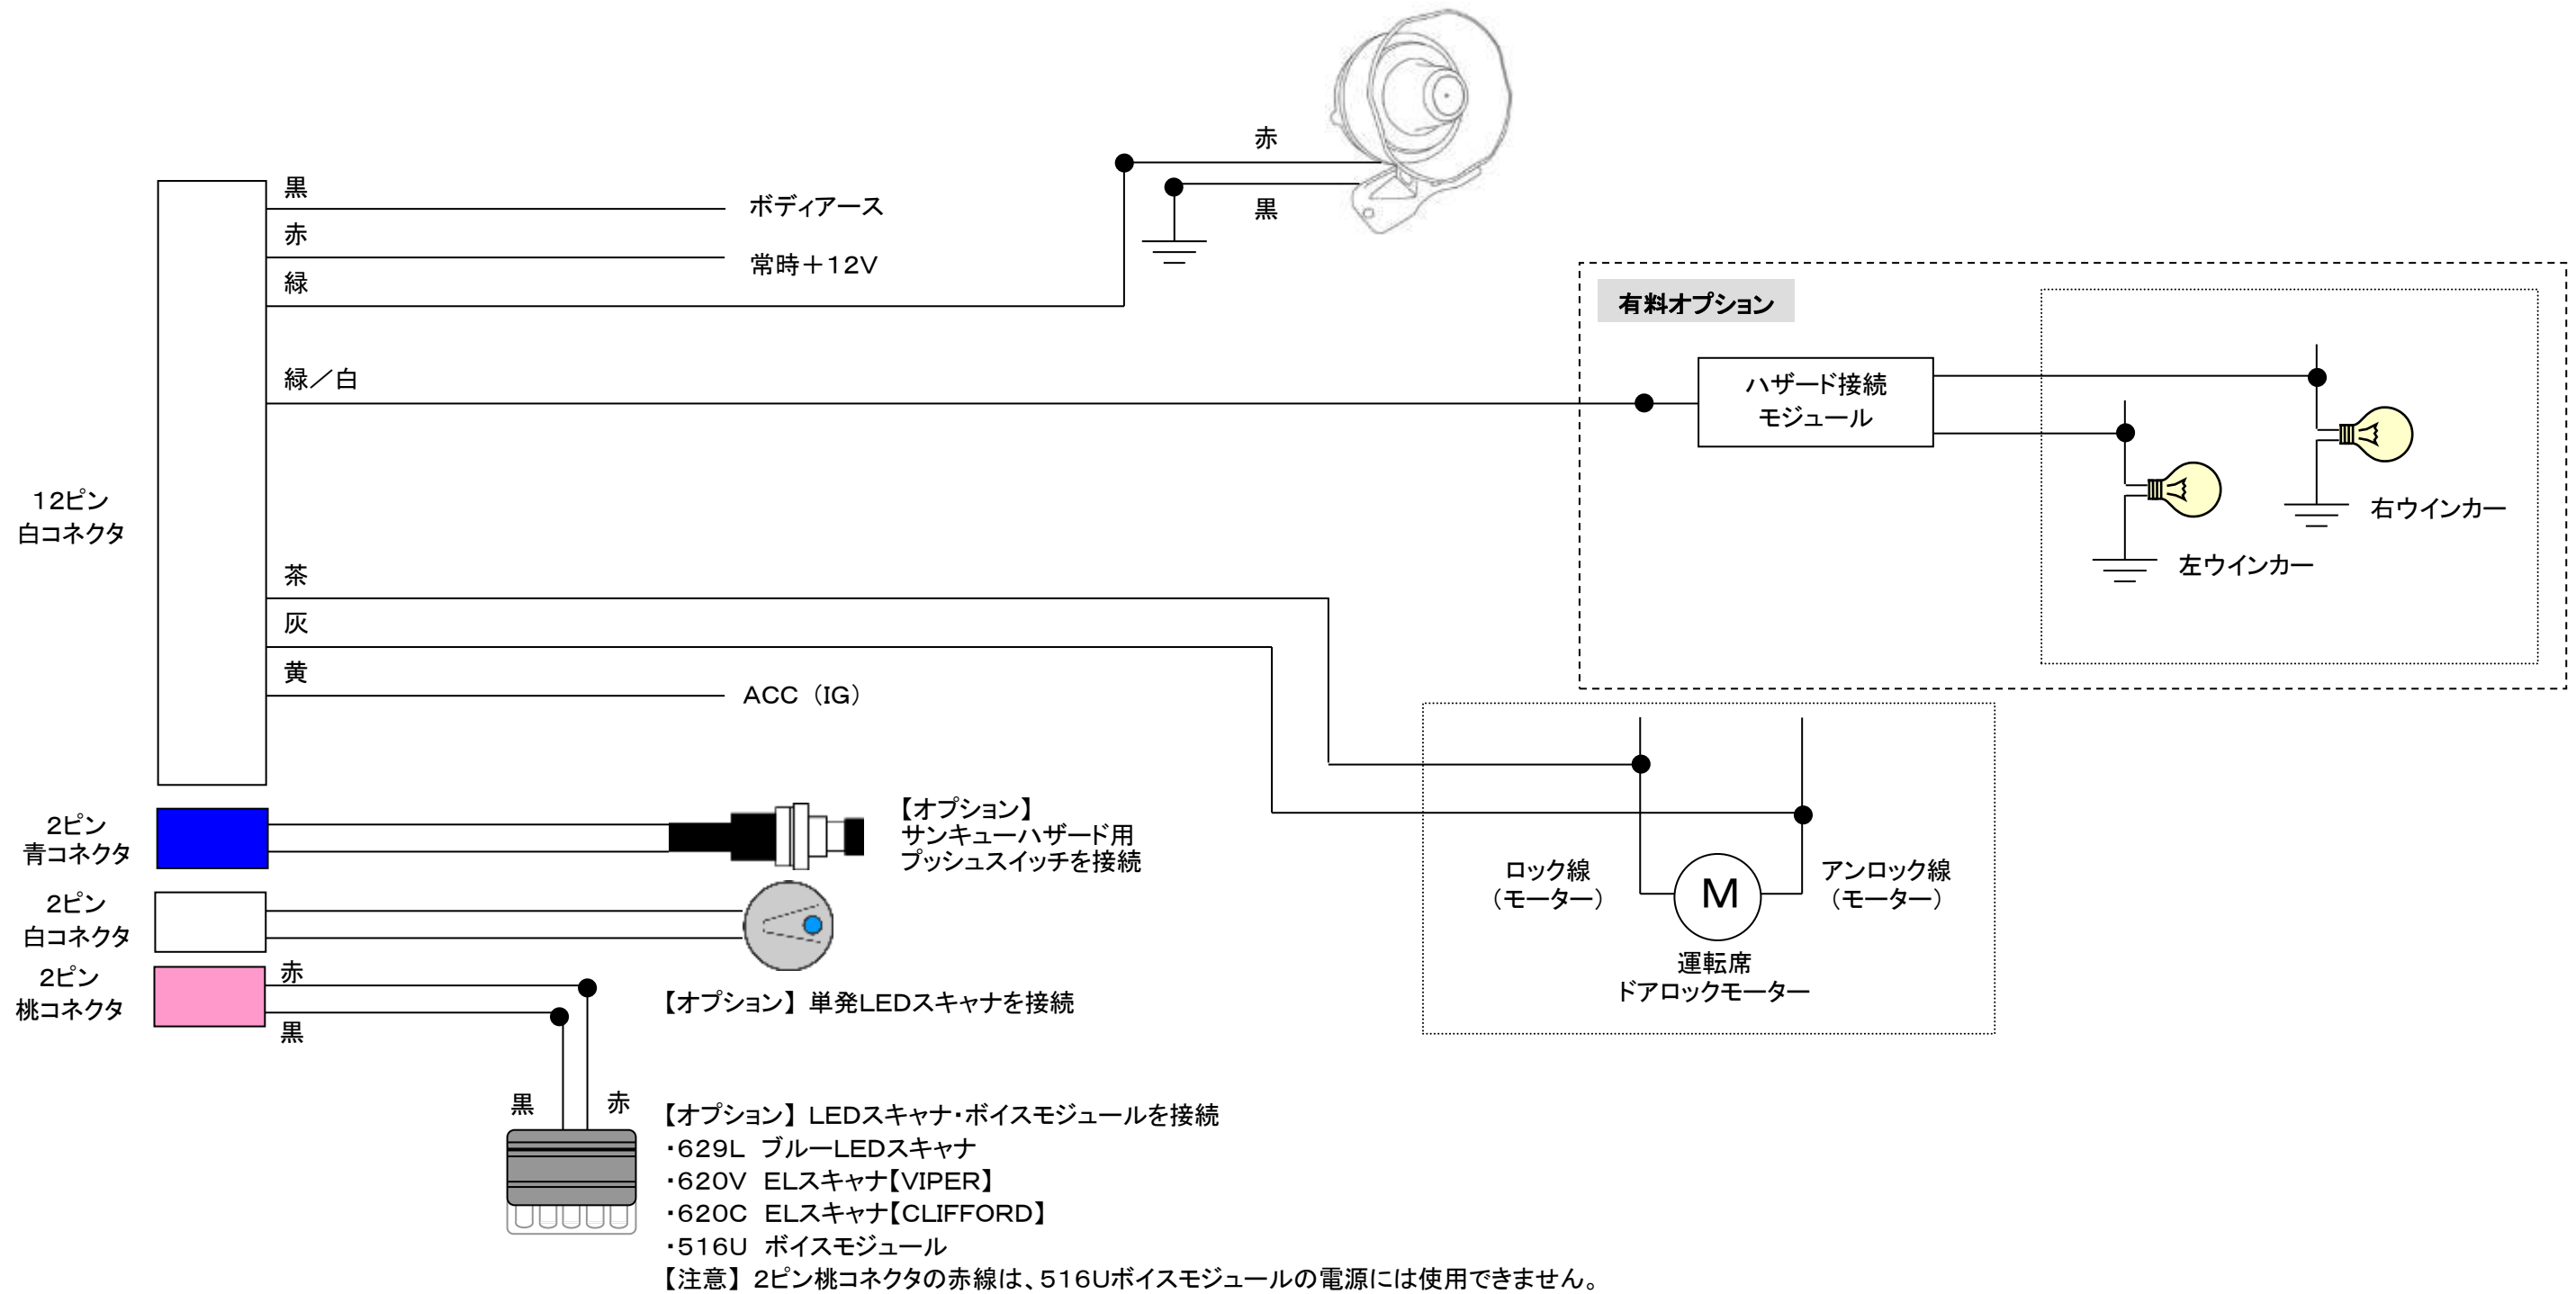 赤
黒
黒
ボディアース
赤
常時＋１２Ｖ
緑
有料オプション
緑／白
ハザード接続
モジュール
右ウインカー
左ウインカー
１２ピン
白コネクタ
茶
灰
黄
ACC（IG）
２ピン
青コネクタ
【オプション】
サンキューハザード用
プッシュスイッチを接続
ロック線
（モーター）
M
アンロック線
（モーター）
運転席
ドアロックモーター
２ピン
白コネクタ
２ピン
桃コネクタ
赤
黒
【オプション】 単発LEDスキャナを接続
黒
赤
【オプション】 LEDスキャナ・ボイスモジュールを接続
・６２９L　ブルーLEDスキャナ
・６２０V　ELスキャナ【VIPER】
・６２０C　ELスキャナ【CLIFFORD】
・５１６U　ボイスモジュール
【注意】 ２ピン桃コネクタの赤線は、５１６Uボイスモジュールの電源には使用できません。